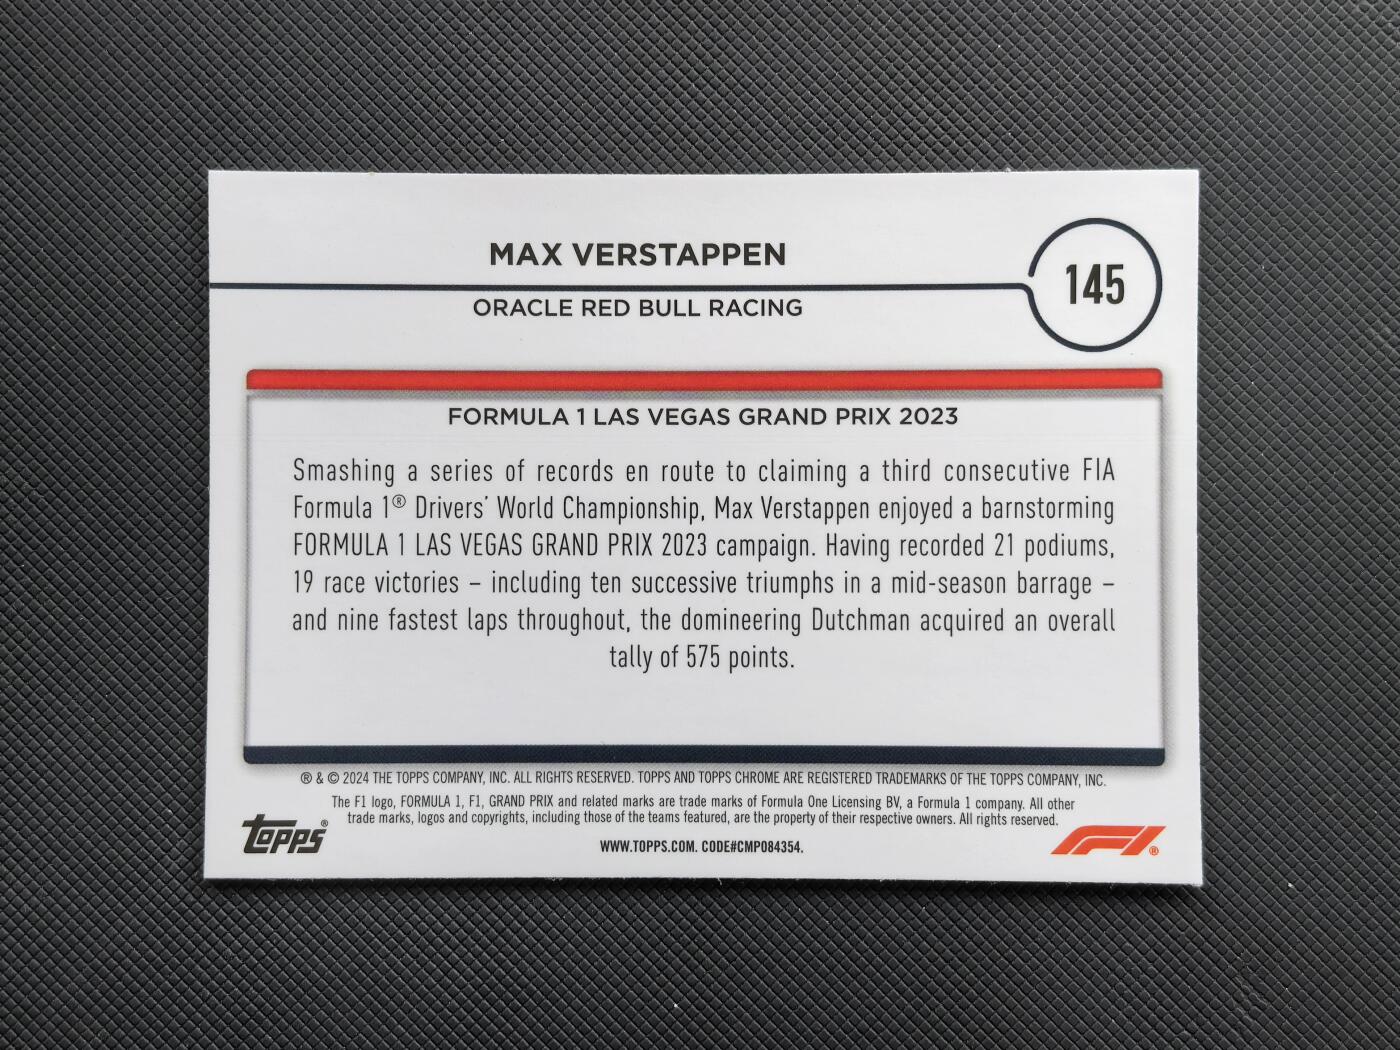 MAX VERSTAPPEN
145
ORACLE RED BULL RACING
FORMULA 1 LAS VEGAS GRAND PRIX 2023
Smashing a series of records en route to claiming a third consecutive FIA
Formula 1® Drivers' World Championship, Max Verstappen enjoyed a barnstorming
FORMULA 1 LAS VEGAS GRAND PRIX 2023 campaign. Having recorded 21 podiums,
19 race victories – including ten successive triumphs in a mid-season barrage –
and nine fastest laps throughout, the domineering Dutchman acquired an overall
tally of 575 points.
® & © 2024 THE TOPPS COMPANY, INC. ALL RIGHTS RESERVED. TOPPS AND TOPPS CHROME ARE REGISTERED TRADEMARKS OF THE TOPPS COMPANY, INC.
The F1 logo, FORMULA 1, F1, GRAND PRIX and related marks are trade marks of Formula One Licensing BV, a Formula 1 company. All other
trade marks, logos and copyrights, including those of the teams featured, are the property of their respective owners. All rights reserved.
topps®
WWW.TOPPS.COM. CODE#CMP084354.
F1®